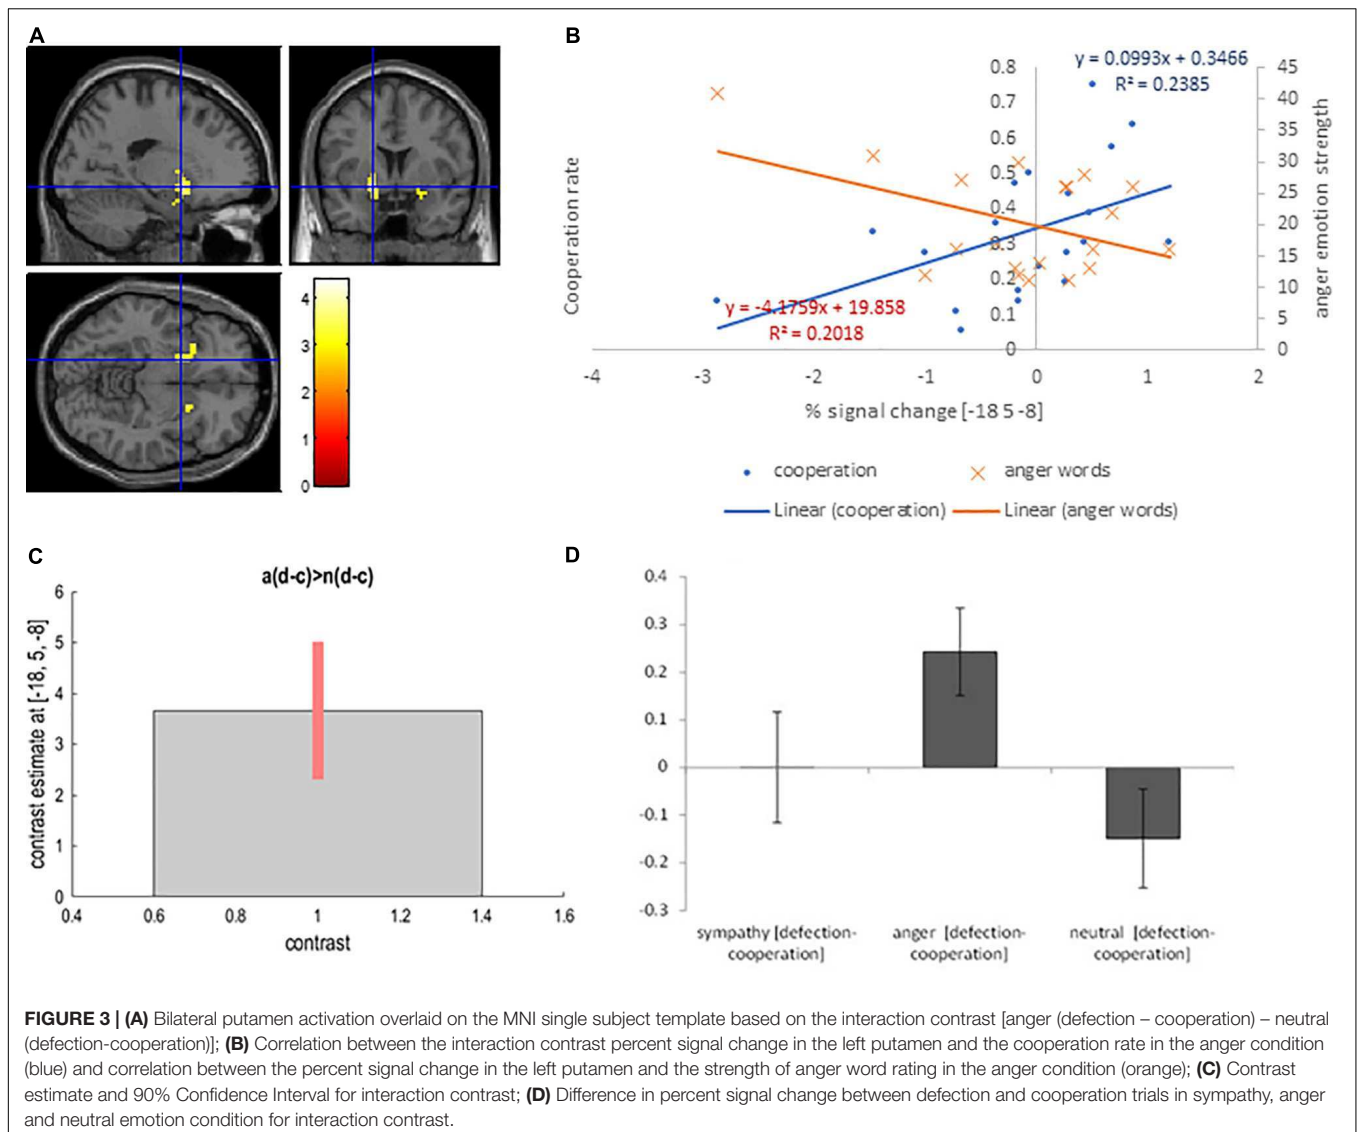 A
B
4
3
2
1
0
y = 0.0993x + 0.3466
R² = 0.2385
0.8
0.7
0.6
0.5
0.4
0.3
0.2
0.1
0
45
40
35
30
25
20
15
10
5
0
Cooperation rate
anger emotion strength
y = -4.1759x + 19.858
R² = 0.2018
-4 -3 -2 -1 0 1 2
% signal change [-18 5 -8]
cooperation anger words
Linear (cooperation) Linear (anger words)
C
a(d-c)>n(d-c)
6
5
4
3
2
1
0
contrast estimate at [-18, 5, -8]
0.4 0.6 0.8 1 1.2 1.4 1.6
contrast
D
0.4
0.3
0.2
0.1
0
-0.1
-0.2
-0.3
sympathy [defection-
cooperation]
anger [defection-
cooperation]
neutral [defection-
cooperation]
FIGURE 3 | (A) Bilateral putamen activation overlaid on the MNI single subject template based on the interaction contrast [anger (defection – cooperation) – neutral
(defection-cooperation)]; (B) Correlation between the interaction contrast percent signal change in the left putamen and the cooperation rate in the anger condition
(blue) and correlation between the percent signal change in the left putamen and the strength of anger word rating in the anger condition (orange); (C) Contrast
estimate and 90% Confidence Interval for interaction contrast; (D) Difference in percent signal change between defection and cooperation trials in sympathy, anger
and neutral emotion condition for interaction contrast.